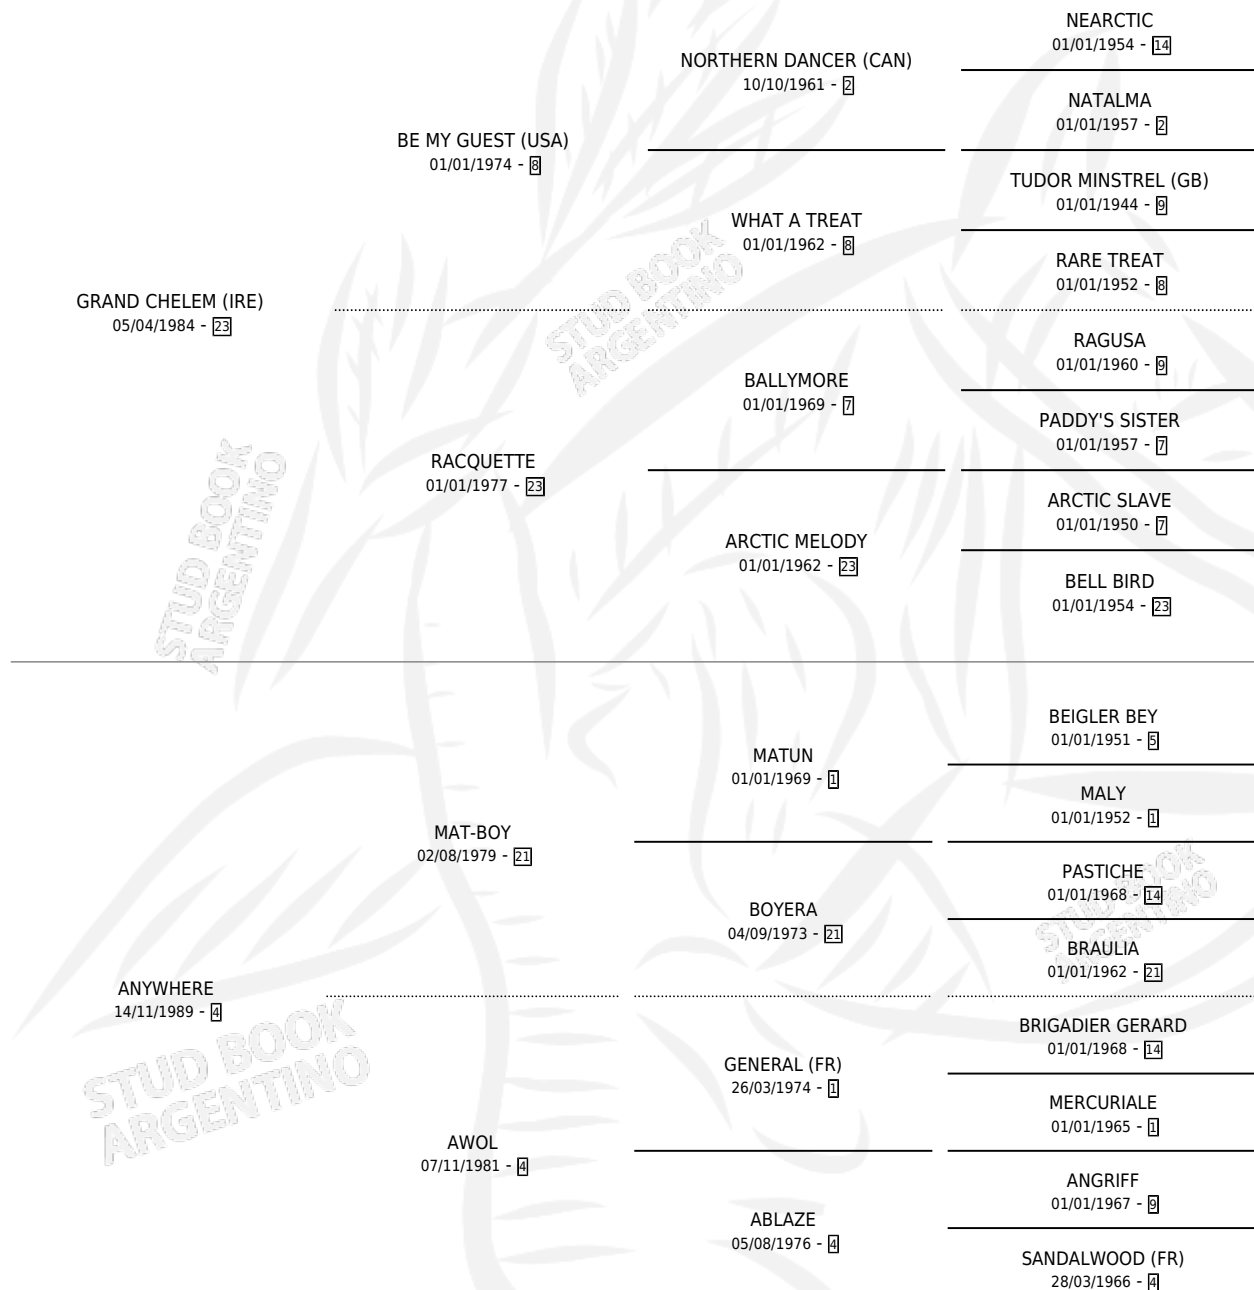 NEARCTIC
01/01/1954 - 14
NORTHERN DANCER (CAN)
10/10/1961 - 2
NATALMA
01/01/1957 - 2
BE MY GUEST (USA)
01/01/1974 - 8
TUDOR MINSTREL (GB)
01/01/1944 - 9
WHAT A TREAT
01/01/1962 - 8
RARE TREAT
01/01/1952 - 8
GRAND CHELEM (IRE)
05/04/1984 - 23
STUD BOOK
ARGENTINO
RAGUSA
01/01/1960 - 9
BALLYMORE
01/01/1969 - 7
PADDY'S SISTER
01/01/1957 - 7
RACQUETTE
01/01/1977 - 23
ARCTIC SLAVE
01/01/1950 - 7
ARCTIC MELODY
01/01/1962 - 23
BELL BIRD
01/01/1954 - 23
STUD BOOK
ARGENTINO
BEIGLER BEY
01/01/1951 - 5
MATUN
01/01/1969 - 1
MALY
01/01/1952 - 1
MAT-BOY
02/08/1979 - 21
PASTICHE
01/01/1968 - 14
BOYERA
04/09/1973 - 21
BRAULIA
01/01/1962 - 21
STUD BOOK
ARGENTINO
ANYWHERE
14/11/1989 - 4
STUD BOOK
ARGENTINO
BRIGADIER GERARD
01/01/1968 - 14
GENERAL (FR)
26/03/1974 - 1
MERCURIALE
01/01/1965 - 1
AWOL
07/11/1981 - 4
ANGRIFF
01/01/1967 - 9
ABLAZE
05/08/1976 - 4
SANDALWOOD (FR)
28/03/1966 - 4